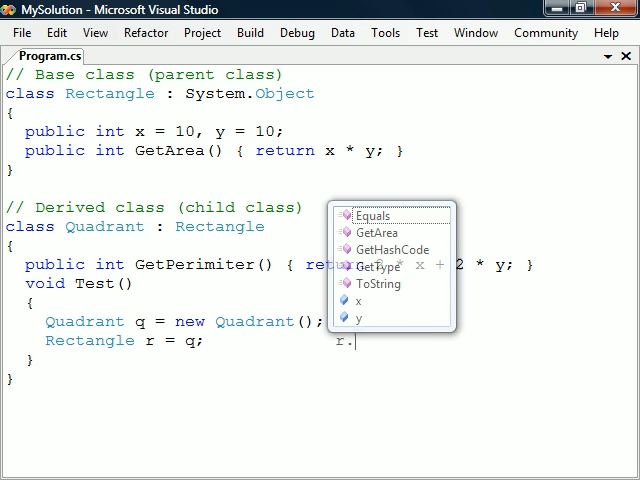 MySolution - Microsoft Visual Studio
File Edit View Refactor Project Build Debug Data Tools Test Window Community Help
Program.cs
// Base class (parent class)
class Rectangle : System.Object
{
public int x = 10, y = 10;
public int GetArea() { return x * y; }
}
// Derived class (child class)
class Quadrant : Rectangle
{
public int GetPerimiter() { return 2 * x + 2 * y; }
void Test()
{
Quadrant q = new Quadrant();
Rectangle r = q; r.
}
}
Equals
GetArea
GetHashCode
GetType
ToString
x
y